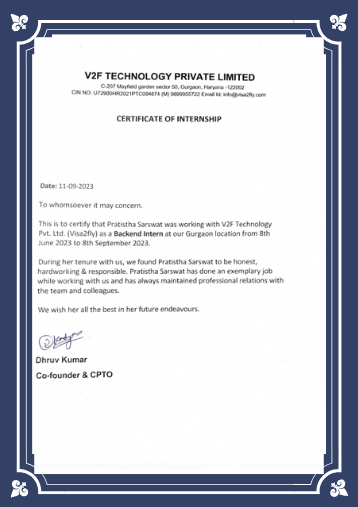 V2F TECHNOLOGY PRIVATE LIMITED
C-207 Mayfield garden sector 50, Gurgaon, Haryana -122002
CIN NO: U72900HR2021PTC094874 (M) 9899955722 Email Id: info@visa2fly.com
CERTIFICATE OF INTERNSHIP
Date: 11-09-2023
To whomsoever it may concern.
This is to certify that Pratistha Sarswat was working with V2F Technology
Pvt. Ltd. (Visa2fly) as a Backend Intern at our Gurgaon location from 8th
June 2023 to 8th September 2023.
During her tenure with us, we found Pratistha Sarswat to be honest,
hardworking & responsible. Pratistha Sarswat has done an exemplary job
while working with us and has always maintained professional relations with
the team and colleagues.
We wish her all the best in her future endeavours.
Dhruv Kumar
Co-founder & CPTO